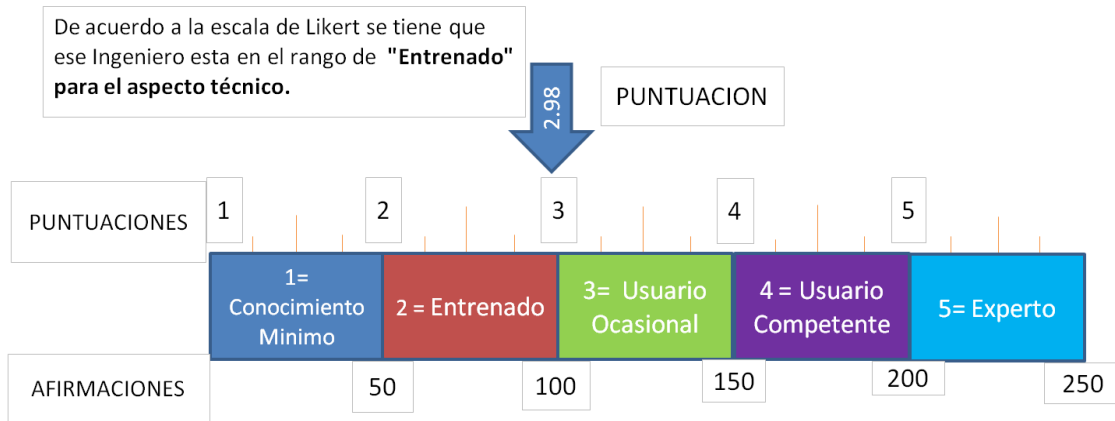 De acuerdo a la escala de Likert se tiene que
ese Ingeniero esta en el rango de "Entrenado"
para el aspecto técnico.
2.98
PUNTUACION
PUNTUACIONES
1
2
3
4
5
1=
Conocimiento
Minimo
2 = Entrenado
3= Usuario
Ocasional
4 = Usuario
Competente
5= Experto
AFIRMACIONES
50
100
150
200
250